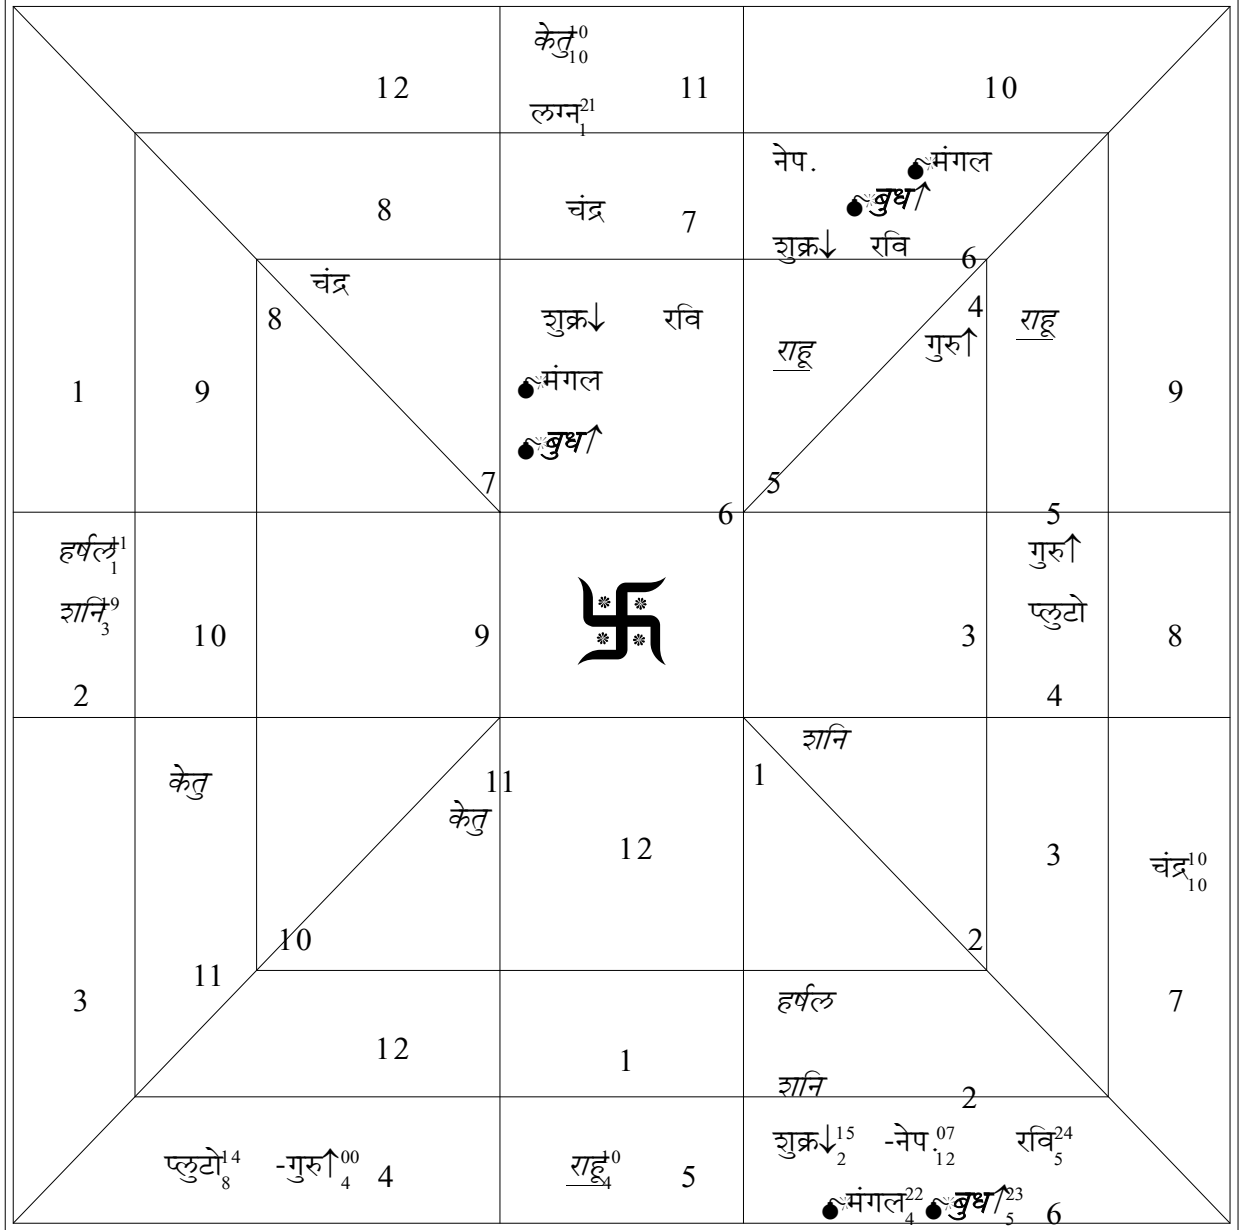 केतु 10 10
12 11 10
लग्न 21 1
नेप. मंगल
8 चंद्र 7 बुध↑
शुक्र↓ रवि 6
चंद्र
8 शुक्र↓ रवि 4 राहू
राहू गुरु↑
1 9 मंगल 9
बुध↑
7 5
6 5
हर्षल 11 1 गुरु↑
शनि 19 3 प्लुटो
10 9 3 8
2 4
शनि
केतु 11 1
केतु
12 3 चंद्र 10 10
10 2
11
3 हर्षल 7
12 1
शनि 2
प्लुटो 14 8 -गुरु↑ 00 4 4 राहू 10 4 5 शुक्र↓ 15 2 -नेप. 07 12 रवि 24 5
मंगल 22 4 बुध↑ 23 5 6